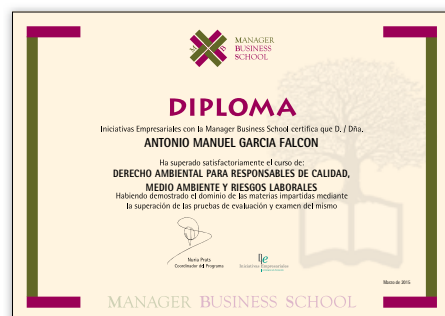 M B S
MANAGER
BUSINESS
SCHOOL
DIPLOMA
Iniciativas Empresariales con la Manager Business School certifica que D. / Dña.
ANTONIO MANUEL GARCIA FALCON
Ha superado satisfactoriamente el curso de:
DERECHO AMBIENTAL PARA RESPONSABLES DE CALIDAD,
MEDIO AMBIENTE Y RIESGOS LABORALES
Habiendo demostrado el dominio de las materias impartidas mediante
la superación de las pruebas de evaluación y examen del mismo
Nuria Prats
Coordinador del Programa
Iniciativas Empresariales
Marzo de 2015
MANAGER BUSINESS SCHOOL